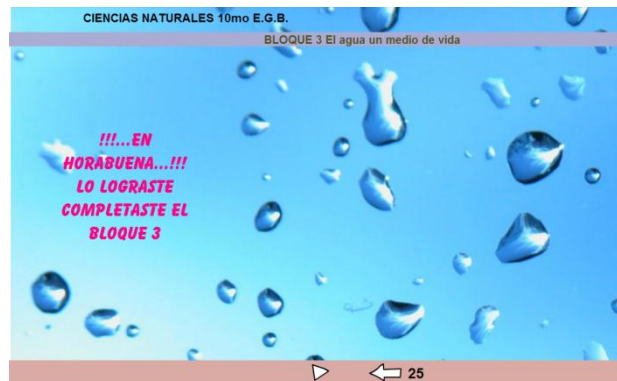 CIENCIAS NATURALES 10mo E.G.B.
BLOQUE 3 El agua un medio de vida
!!!...EN
HORABUENA...!!!
LO LOGRASTE
COMPLETASTE EL
BLOQUE 3
25